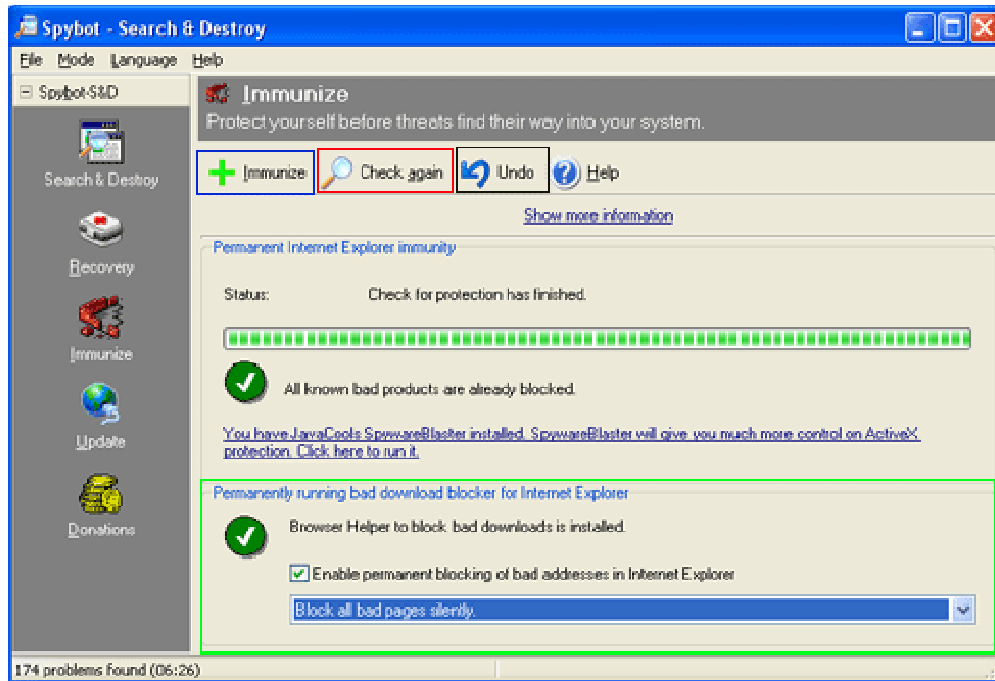 Spybot - Search & Destroy
File Mode Language Help
Spybot-S&D
Immunize
Protect yourself before threats find their way into your system.
Immunize Check again Undo Help
Show more information
Search & Destroy
Recovery
Immunize
Update
Donations
Permanent Internet Explorer immunity
Status: Check for protection has finished.
All known bad products are already blocked.
You have JavaCools SpywareBlaster installed. SpywareBlaster will give you much more control on ActiveX
protection. Click here to run it.
Permanently running bad download blocker for Internet Explorer
Browser Helper to block bad downloads is installed.
Enable permanent blocking of bad addresses in Internet Explorer
Block all bad pages silently.
174 problems found (06:26)